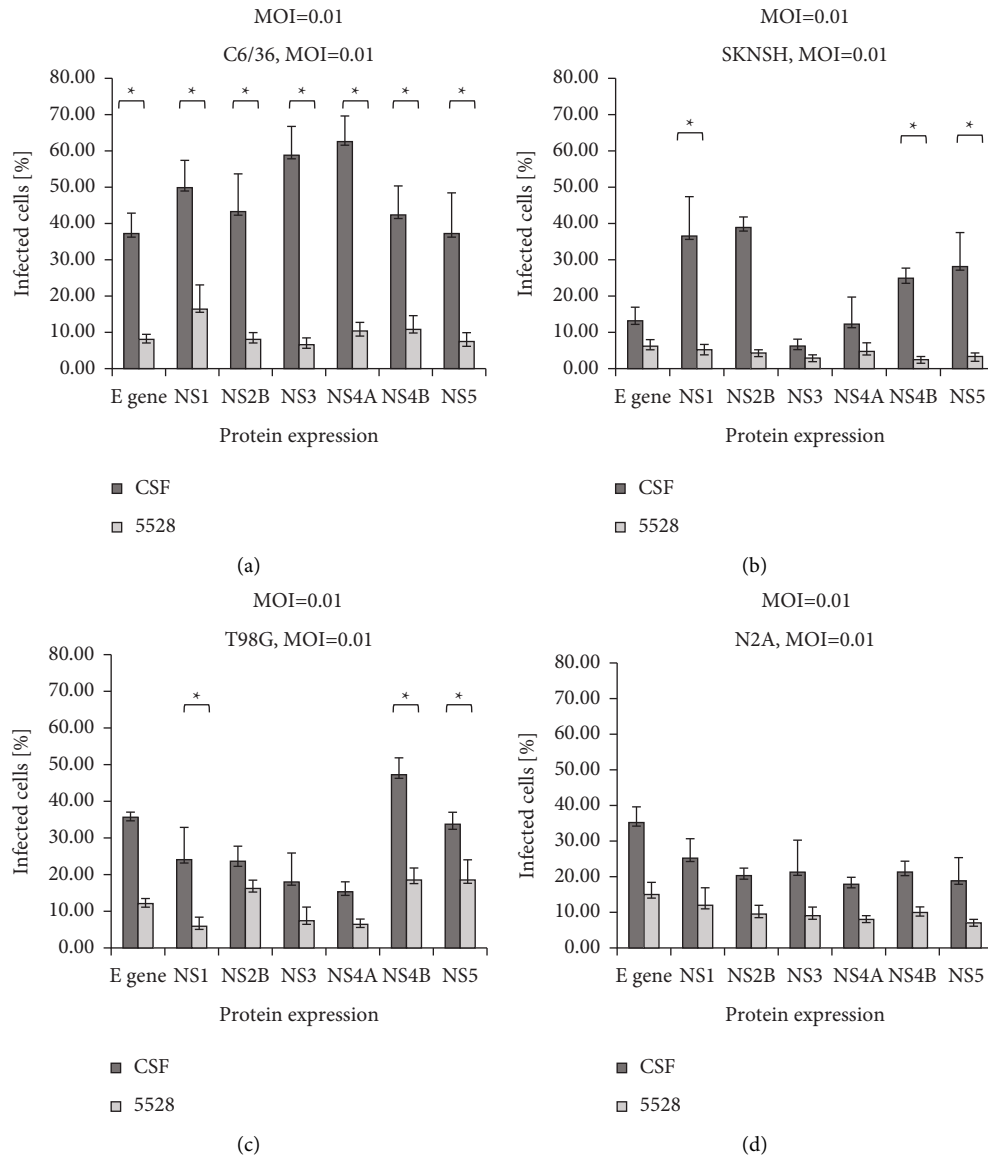 MOI=0.01
C6/36, MOI=0.01
80.00
70.00
60.00
50.00
40.00
30.00
20.00
10.00
0.00
Infected cells [%]
* * * * * * *
E gene NS1 NS2B NS3 NS4A NS4B NS5
Protein expression
CSF
5528
(a)
MOI=0.01
SKNSH, MOI=0.01
80.00
70.00
60.00
50.00
40.00
30.00
20.00
10.00
0.00
Infected cells [%]
* * *
E gene NS1 NS2B NS3 NS4A NS4B NS5
Protein expression
CSF
5528
(b)
MOI=0.01
T98G, MOI=0.01
80.00
70.00
60.00
50.00
40.00
30.00
20.00
10.00
0.00
Infected cells [%]
* * *
E gene NS1 NS2B NS3 NS4A NS4B NS5
Protein expression
CSF
5528
(c)
MOI=0.01
N2A, MOI=0.01
80.00
70.00
60.00
50.00
40.00
30.00
20.00
10.00
0.00
Infected cells [%]
E gene NS1 NS2B NS3 NS4A NS4B NS5
Protein expression
CSF
5528
(d)